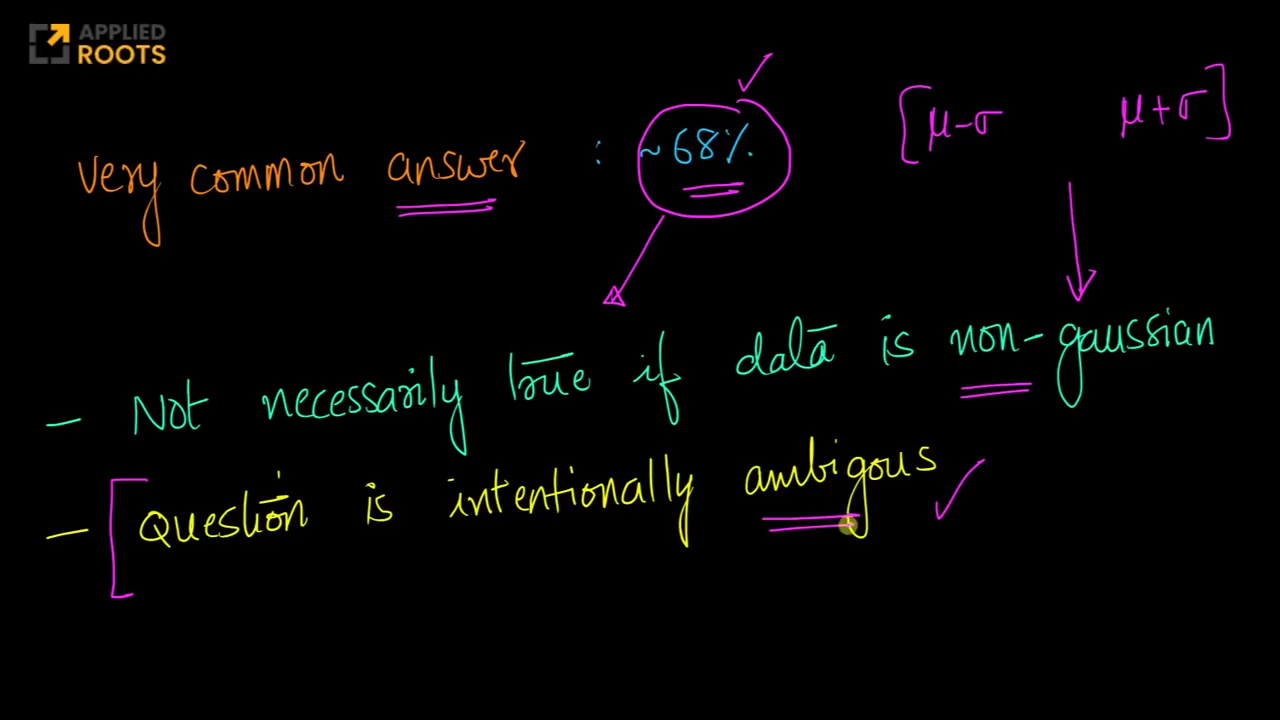 APPLIED
ROOTS
very common answer : ~68% [μ-σ μ+σ]
- Not necessarily true if data is non-gaussian
- [Question is intentionally ambigous